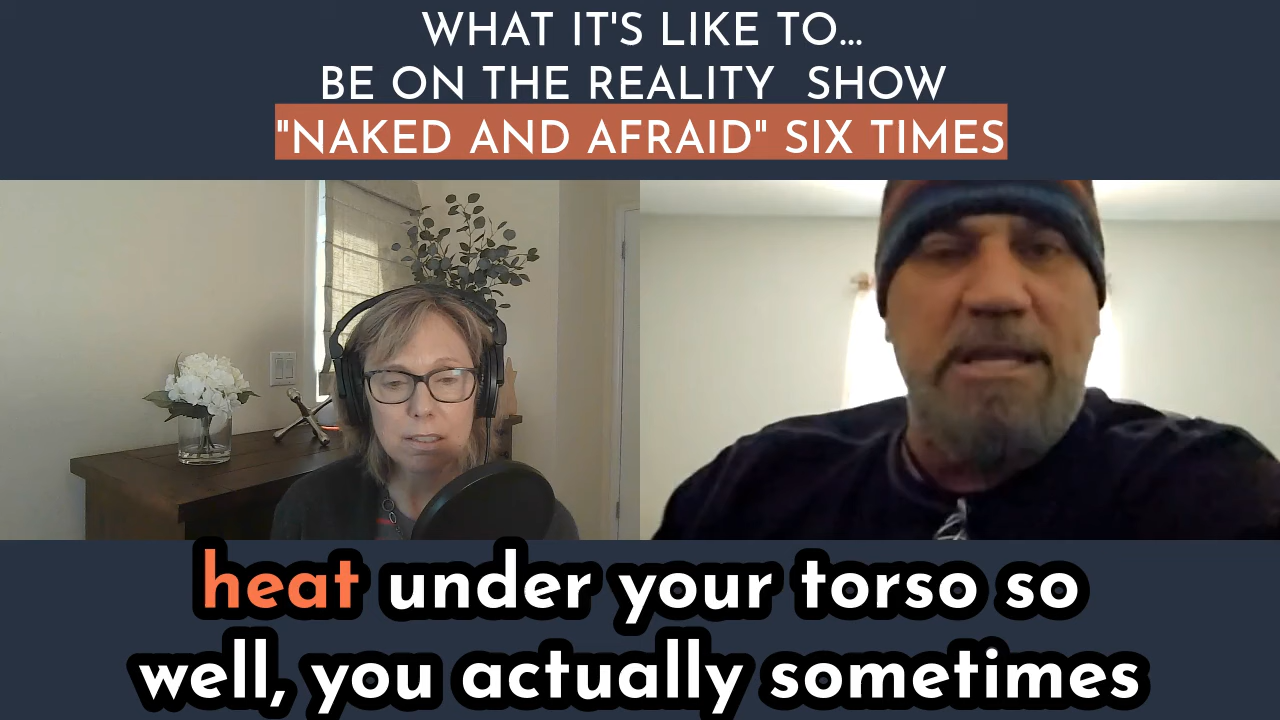 WHAT IT'S LIKE TO...
BE ON THE REALITY SHOW
"NAKED AND AFRAID" SIX TIMES
heat under your torso so
well, you actually sometimes